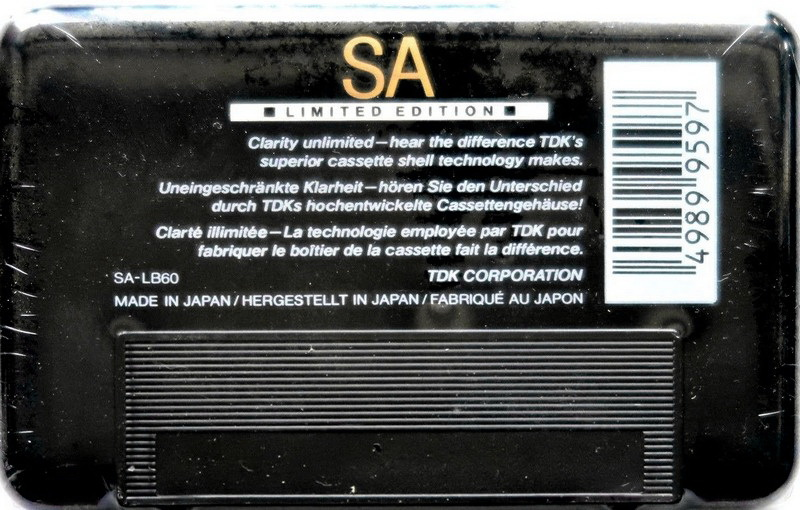 SA
LIMITED EDITION
Clarity unlimited—hear the difference TDK's
superior cassette shell technology makes.
Uneingeschränkte Klarheit—hören Sie den Unterschied
durch TDKs hochentwickelte Cassettengehäuse!
Clarté illimitée—La technologie employée par TDK pour
fabriquer le boîtier de la cassette fait la différence.
SA-LB60
TDK CORPORATION
MADE IN JAPAN/HERGESTELLT IN JAPAN/FABRIQUÉ AU JAPON
4989 9597